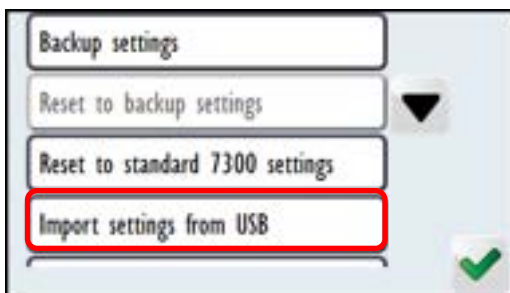 Backup settings
Reset to backup settings
Reset to standard 7300 settings
Import settings from USB